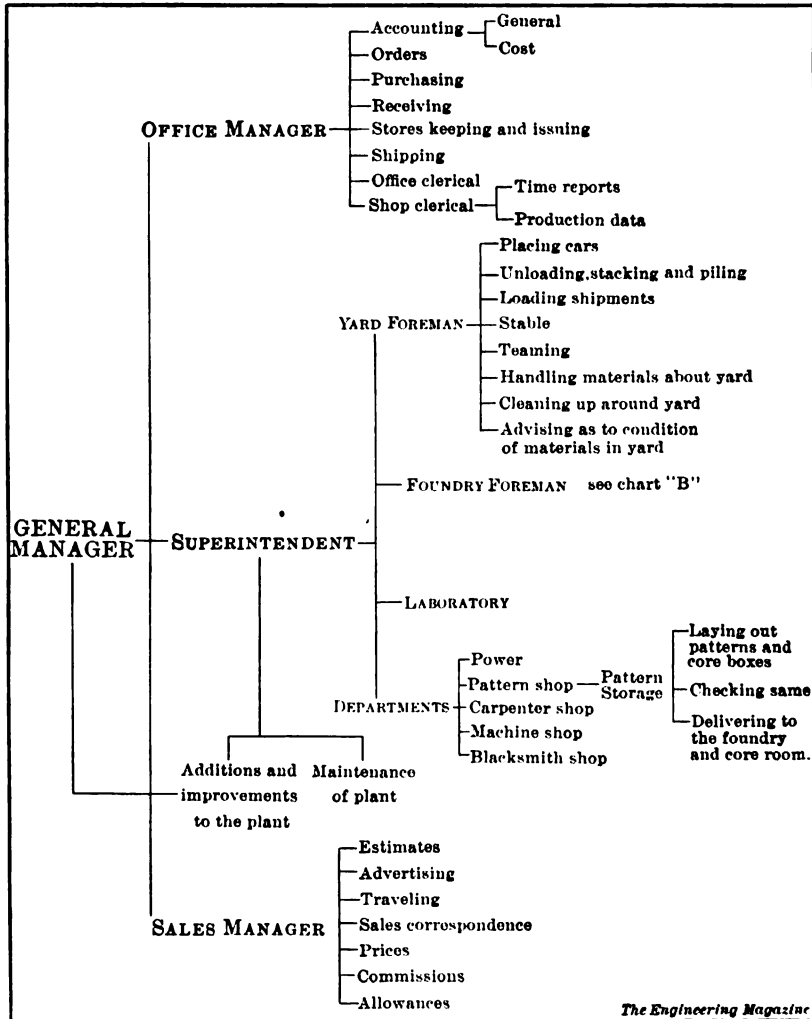 Accounting
General
Cost
Orders
Purchasing
Receiving
OFFICE MANAGER
Stores keeping and issuing
Shipping
Office clerical
Shop clerical
Time reports
Production data
Placing cars
Unloading, stacking and piling
Loading shipments
YARD FOREMAN
Stable
Teaming
Handling materials about yard
Cleaning up around yard
Advising as to condition
of materials in yard
FOUNDRY FOREMAN see chart "B"
GENERAL
MANAGER
SUPERINTENDENT
LABORATORY
DEPARTMENTS
Power
Pattern shop
Carpenter shop
Machine shop
Blacksmith shop
Pattern
Storage
Laying out
patterns and
core boxes
Checking same
Delivering to
the foundry
and core room.
Additions and
improvements
to the plant
Maintenance
of plant
SALES MANAGER
Estimates
Advertising
Traveling
Sales correspondence
Prices
Commissions
Allowances
The Engineering Magazine